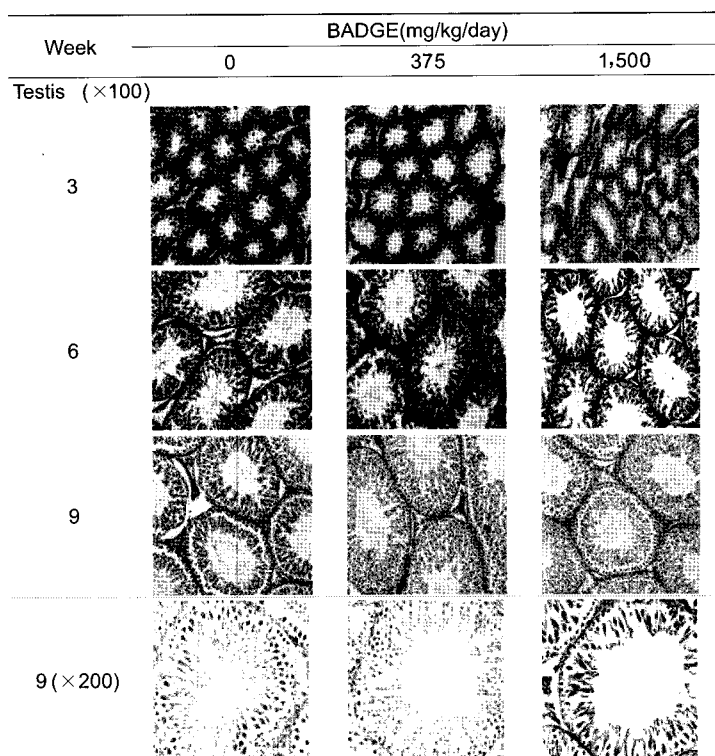 BADGE(mg/kg/day)
Week
0 375 1,500
Testis (×100)
3
6
9
9 (×200)